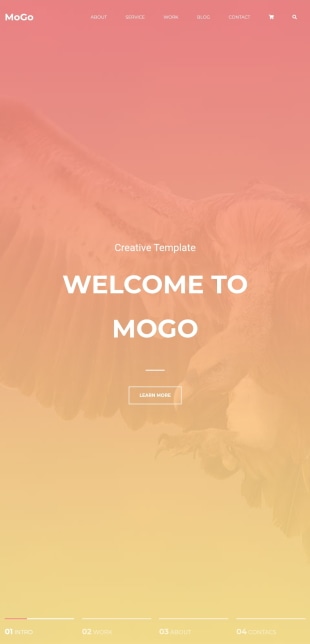 MoGo
ABOUT SERVICE WORK BLOG CONTACT
Creative Template
WELCOME TO
MOGO
LEARN MORE
01 INTRO 02 WORK 03 ABOUT 04 CONTACS